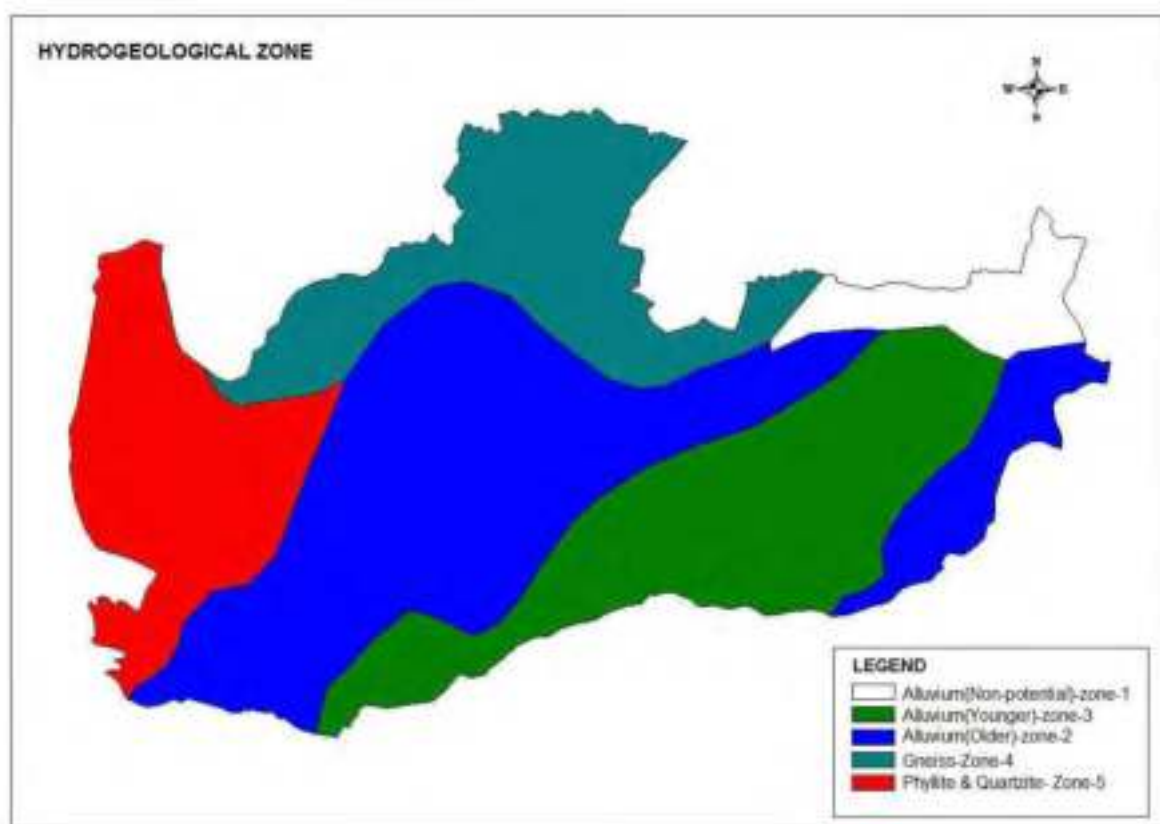 HYDROGEOLOGICAL ZONE
N
W E
S
LEGEND
Alluvium(Non-potential)-zone-1
Alluvium(Younger)-zone-3
Alluvium(Older)-zone-2
Gneiss-Zone-4
Phyllite & Quartzite- Zone-5